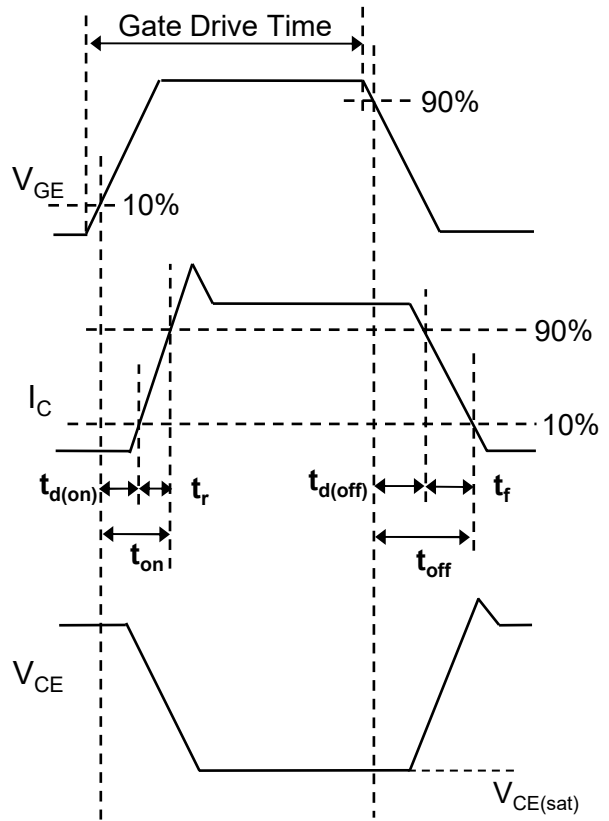 Gate Drive Time
90%
V_GE
10%
90%
I_C
10%
t_d(on)
t_r
t_d(off)
t_f
t_on
t_off
V_CE
V_CE(sat)